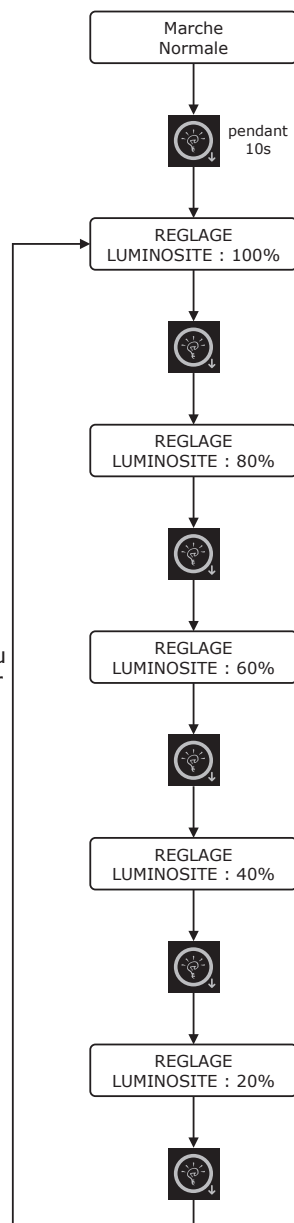 Marche
Normale
pendant
10s
REGLAGE
LUMINOSITE : 100%
REGLAGE
LUMINOSITE : 80%
REGLAGE
LUMINOSITE : 60%
REGLAGE
LUMINOSITE : 40%
REGLAGE
LUMINOSITE : 20%